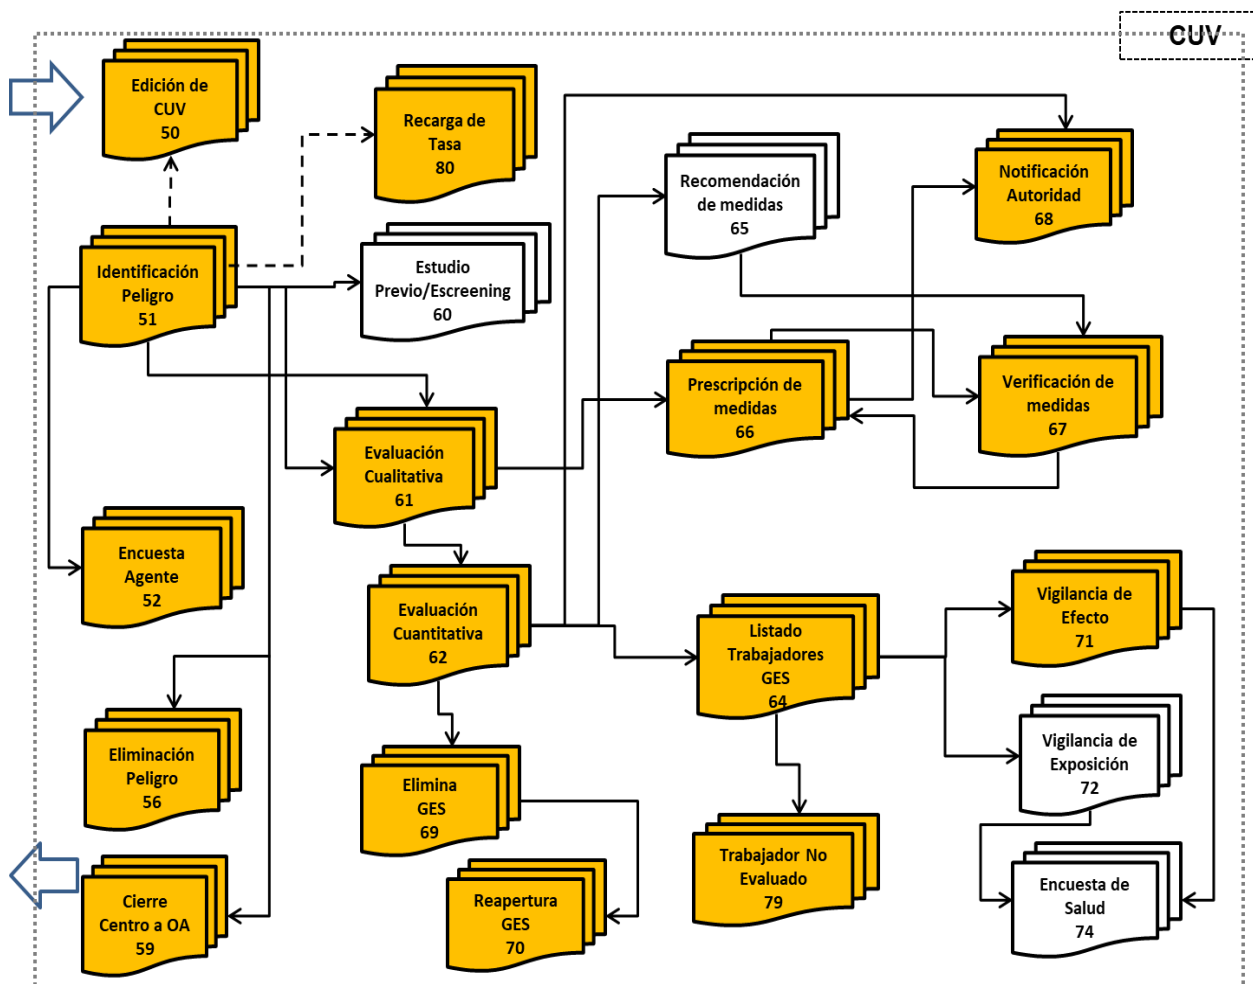 CUV
Edición de
CUV
50
Recarga de
Tasa
80
Recomendación
de medidas
65
Notificación
Autoridad
68
Identificación
Peligro
51
Estudio
Previo/Escreening
60
Prescripción de
medidas
66
Verificación de
medidas
67
Evaluación
Cualitativa
61
Encuesta
Agente
52
Evaluación
Cuantitativa
62
Listado
Trabajadores
GES
64
Vigilancia de
Efecto
71
Eliminación
Peligro
56
Elimina
GES
69
Vigilancia de
Exposición
72
Trabajador No
Evaluado
79
Cierre
Centro a OA
59
Reapertura
GES
70
Encuesta de
Salud
74